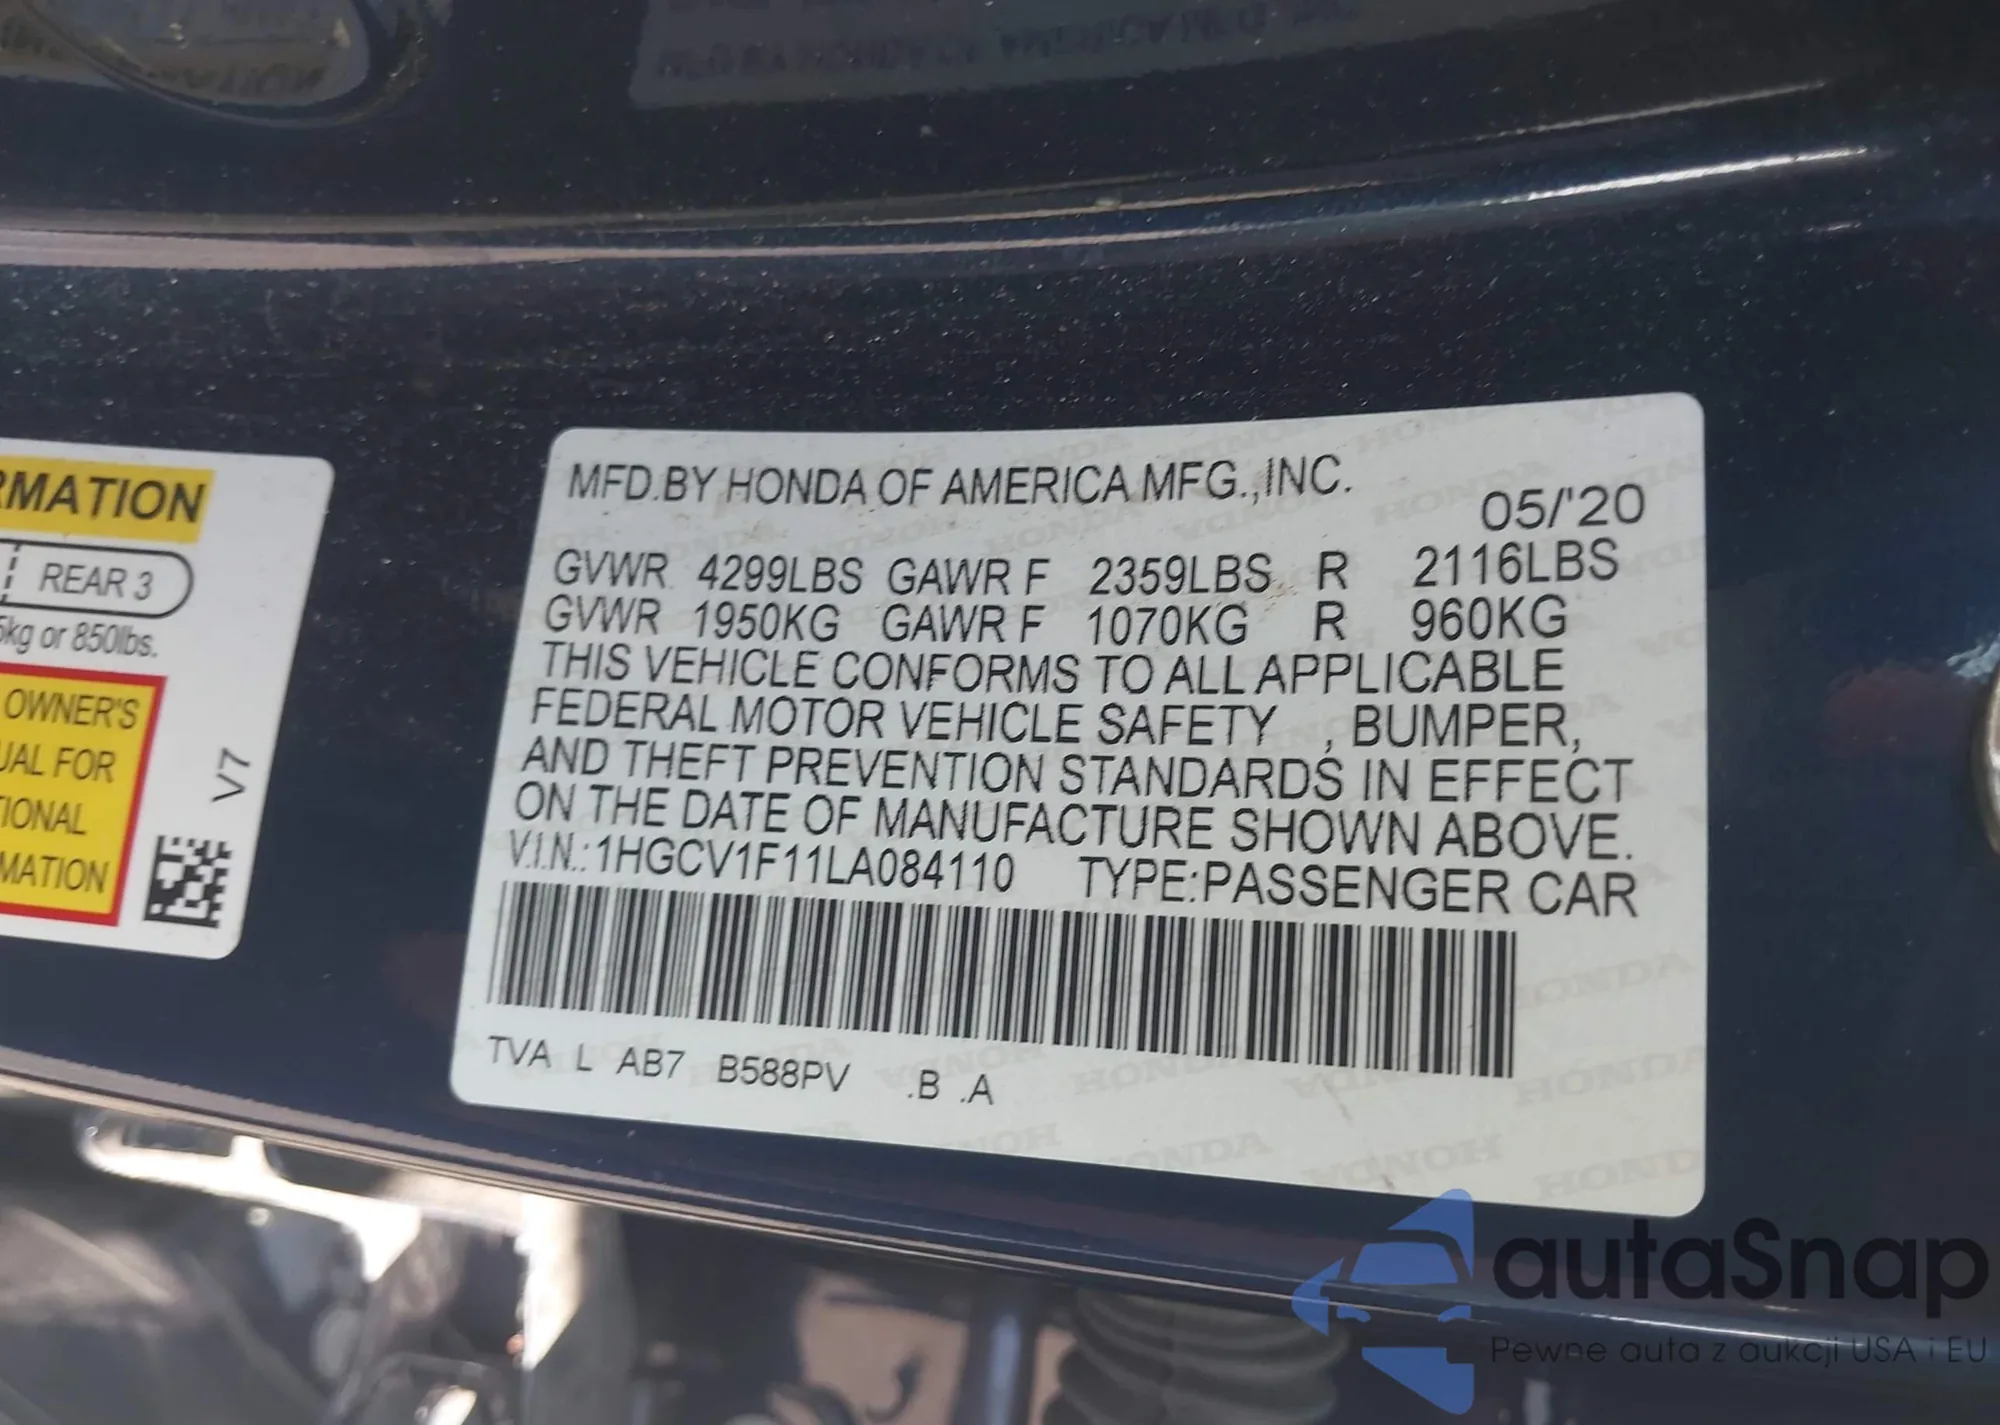 RMATION
REAR 3
5kg or 850lbs.
OWNER'S
UAL FOR
TIONAL
MATION
V7
MFD.BY HONDA OF AMERICA MFG.,INC.
05/'20
GVWR 4299LBS GAWR F 2359LBS R 2116LBS
GVWR 1950KG GAWR F 1070KG R 960KG
THIS VEHICLE CONFORMS TO ALL APPLICABLE
FEDERAL MOTOR VEHICLE SAFETY , BUMPER,
AND THEFT PREVENTION STANDARDS IN EFFECT
ON THE DATE OF MANUFACTURE SHOWN ABOVE.
V.I.N.:1HGCV1F11LA084110 TYPE:PASSENGER CAR
TVA L AB7 B588PV .B .A
autaSnap
Pewne auta z aukcji USA i EU